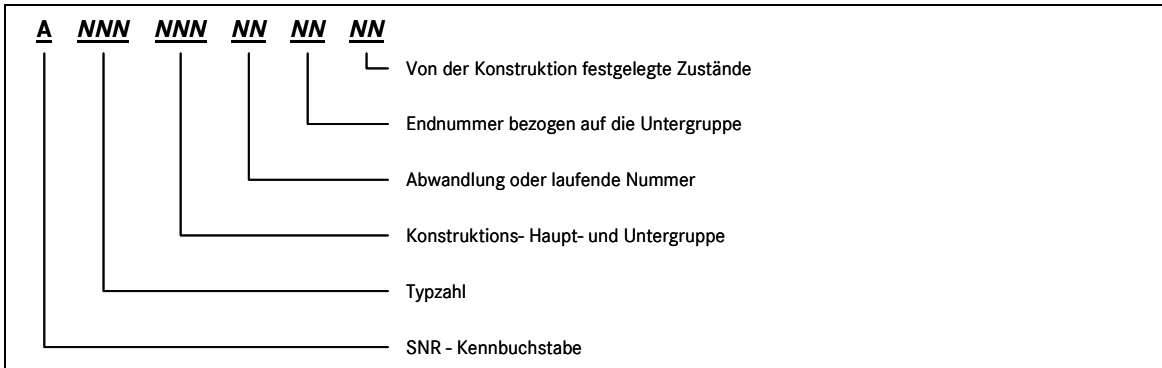 A NNN NNN NN NN NN
Von der Konstruktion festgelegte Zustände
Endnummer bezogen auf die Untergruppe
Abwandlung oder laufende Nummer
Konstruktions- Haupt- und Untergruppe
Typzahl
SNR - Kennbuchstabe